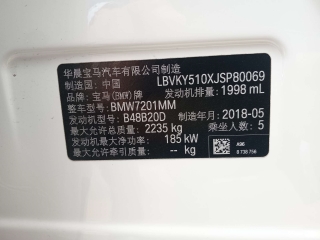 华晨宝马汽车有限公司制造
制造国: 中国 LBVKY510XJSP80069
品牌: 宝马(BMW)牌 发动机排量: 1998 mL
整车型号: BMW7201MM
发动机型号: B48B20D 制造年月: 2018-05
最大允许总质量: 2235 kg 乘坐人数: 5
发动机最大净功率: 185 kW
最大允许牵引质量: -- kg
A96
8 738 756